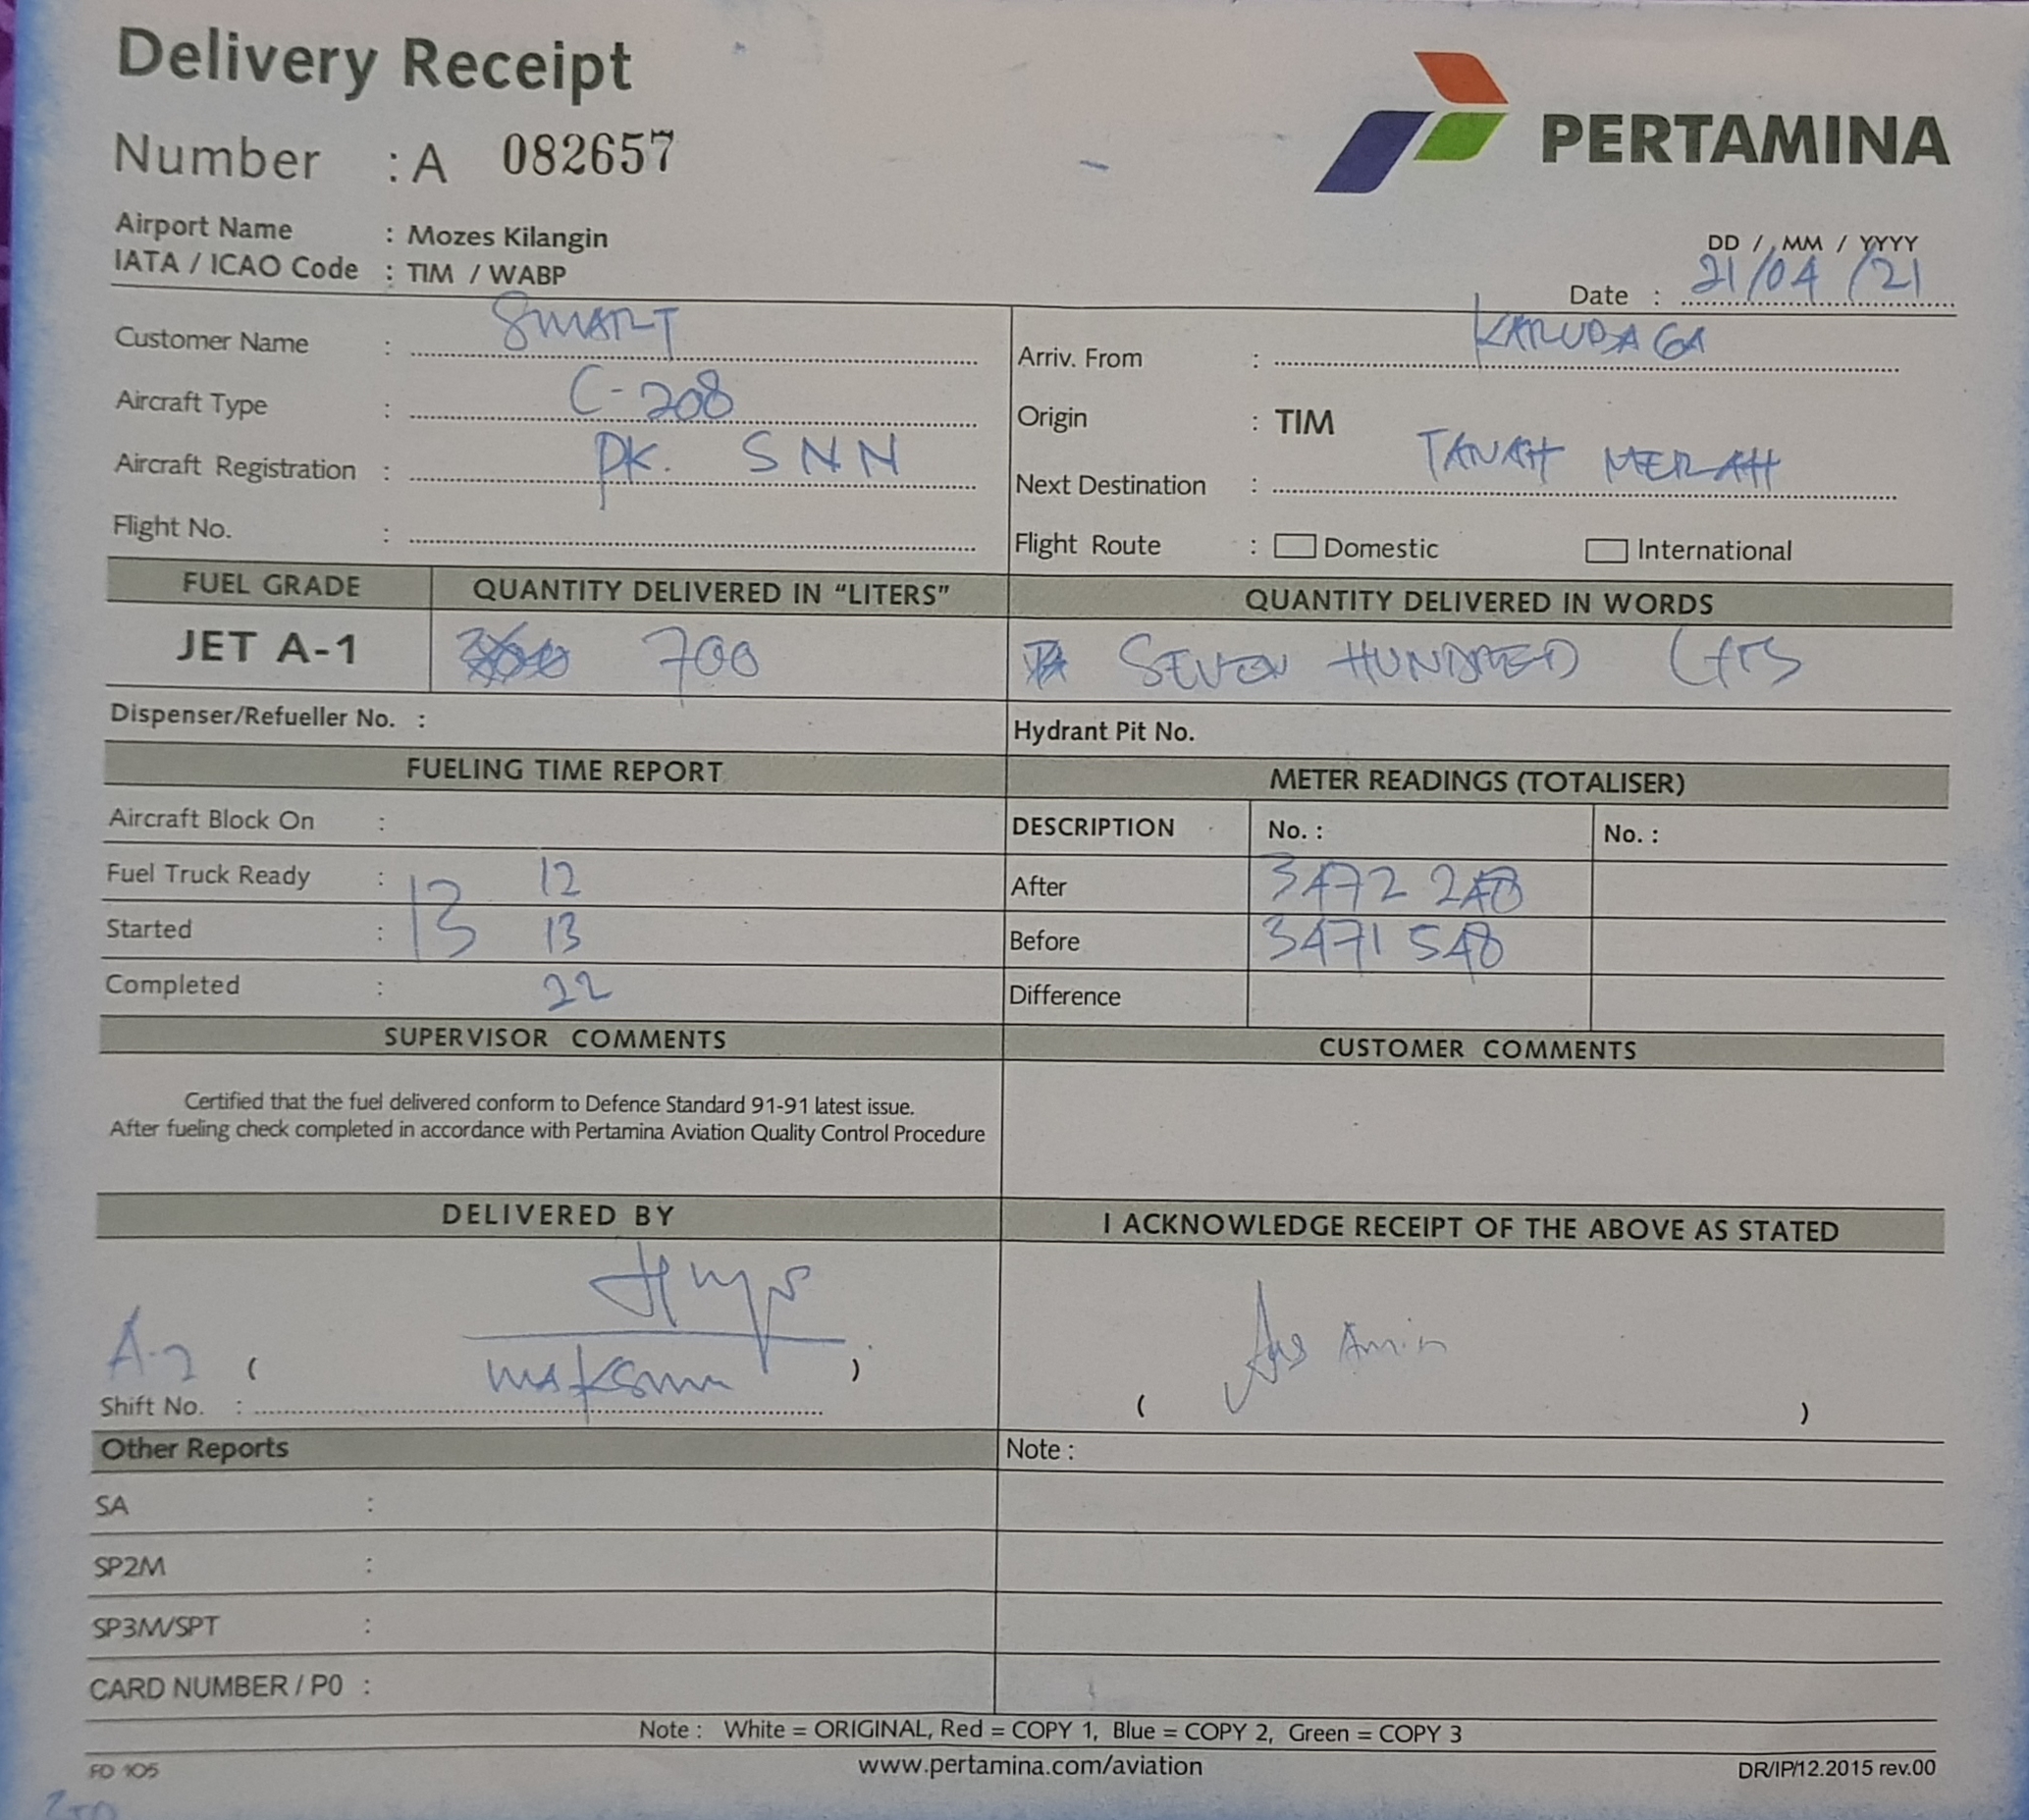 Delivery Receipt
PERTAMINA
Number : A 082657
Airport Name : Mozes Kilangin
IATA / ICAO Code : TIM / WABP
DD / MM / YYYY
Date : 21/04/21
Customer Name : SMART
Arriv. From : KARUDAGA
Aircraft Type : C-208
Origin : TIM
Aircraft Registration : PK. SNN
Next Destination : TANAH MERAH
Flight No. :
Flight Route : Domestic International
FUEL GRADE QUANTITY DELIVERED IN "LITERS" QUANTITY DELIVERED IN WORDS
JET A-1 700 SEVEN HUNDRED LTS
Dispenser/Refueller No. : Hydrant Pit No.
FUELING TIME REPORT METER READINGS (TOTALISER)
Aircraft Block On : DESCRIPTION No. : No. :
Fuel Truck Ready : 13 12 After 3472 248
Started : 13 Before 3471 548
Completed : 22 Difference
SUPERVISOR COMMENTS CUSTOMER COMMENTS
Certified that the fuel delivered conform to Defence Standard 91-91 latest issue.
After fueling check completed in accordance with Pertamina Aviation Quality Control Procedure
DELIVERED BY I ACKNOWLEDGE RECEIPT OF THE ABOVE AS STATED
A-2 ( ) Amin
Shift No. : ( )
Other Reports Note :
SA :
SP2M :
SP3M/SPT :
CARD NUMBER / P0 :
Note : White = ORIGINAL, Red = COPY 1, Blue = COPY 2, Green = COPY 3
FD 105 www.pertamina.com/aviation DR/IP/12.2015 rev.00